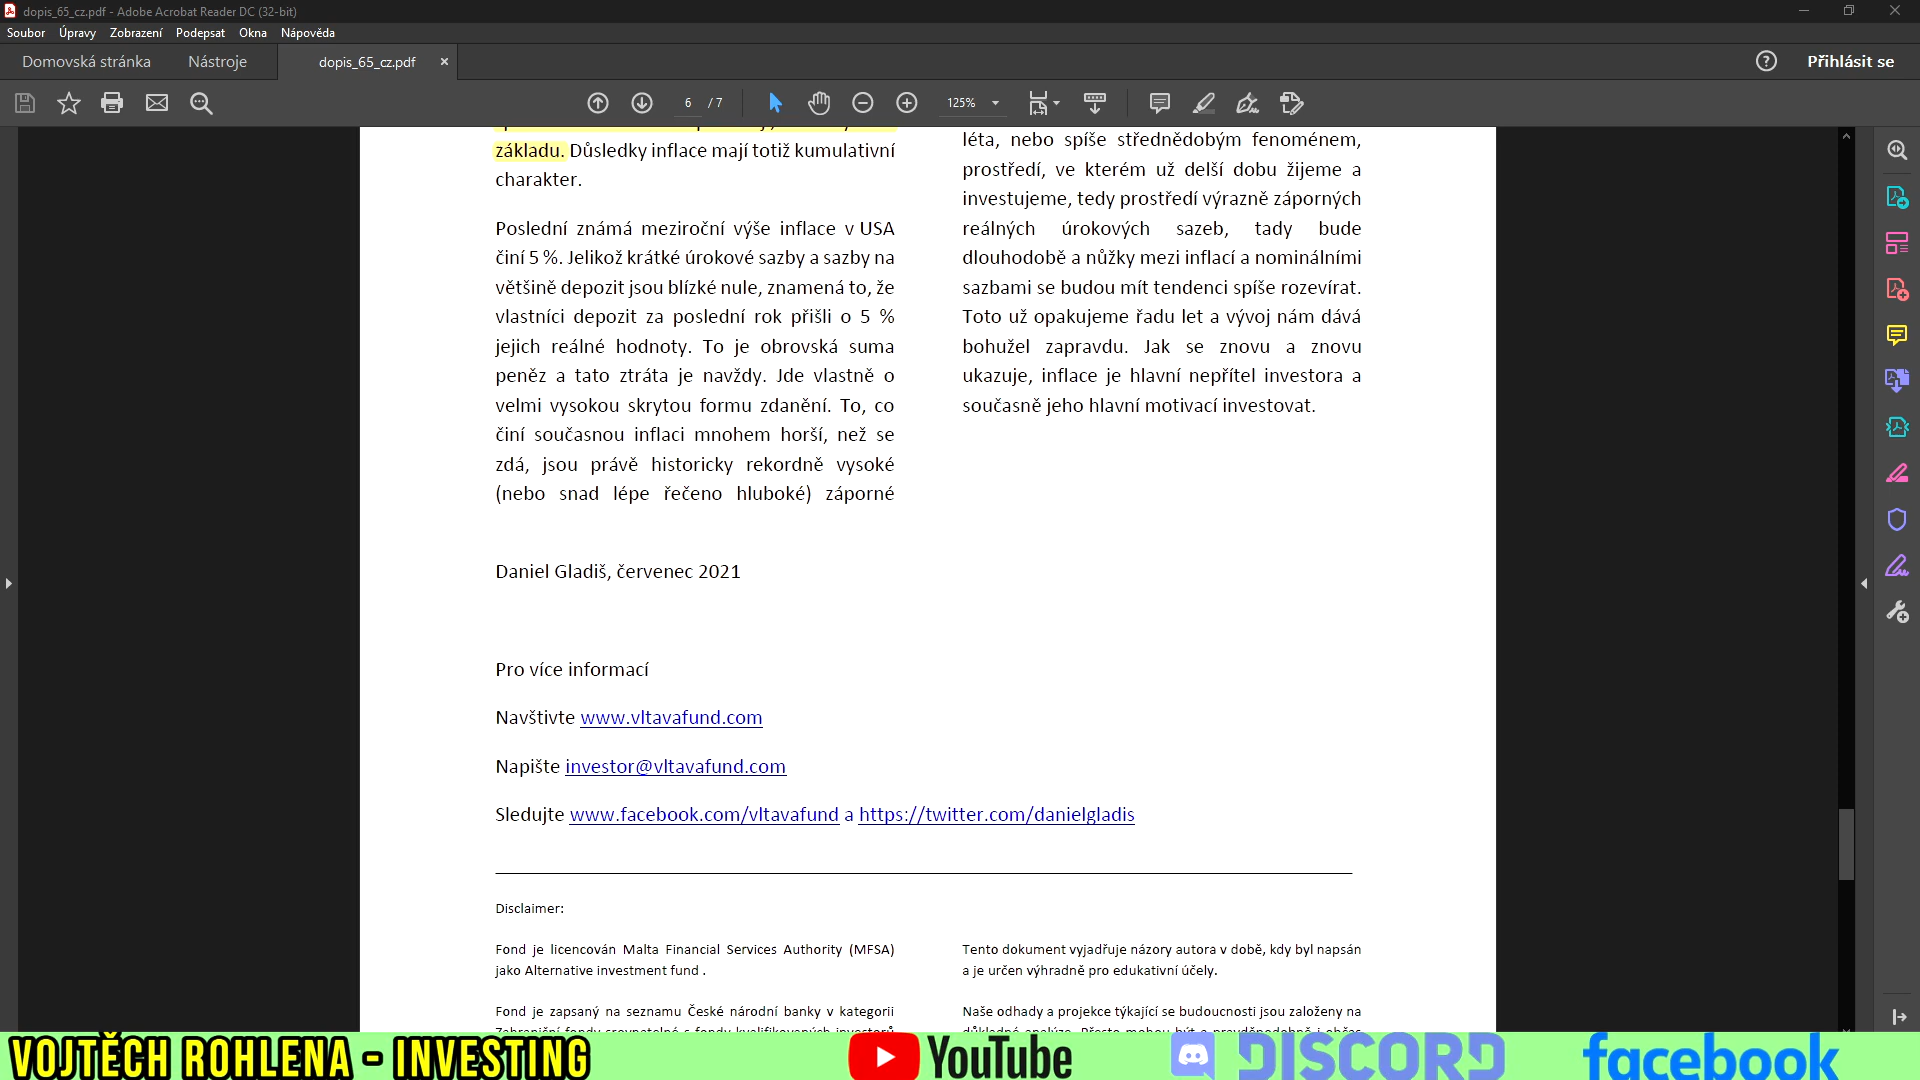 dopis_65_cz.pdf - Adobe Acrobat Reader DC (32-bit)
Soubor Úpravy Zobrazení Podepsat Okna Nápověda
Domovská stránka Nástroje dopis_65_cz.pdf × Přihlásit se
6 / 7 125%
základu. Důsledky inflace mají totiž kumulativní
charakter.
Poslední známá meziroční výše inflace v USA
činí 5 %. Jelikož krátké úrokové sazby a sazby na
většině depozit jsou blízké nule, znamená to, že
vlastníci depozit za poslední rok přišli o 5 %
jejich reálné hodnoty. To je obrovská suma
peněz a tato ztráta je navždy. Jde vlastně o
velmi vysokou skrytou formu zdanění. To, co
činí současnou inflaci mnohem horší, než se
zdá, jsou právě historicky rekordně vysoké
(nebo snad lépe řečeno hluboké) záporné
léta, nebo spíše střednědobým fenoménem,
prostředí, ve kterém už delší dobu žijeme a
investujeme, tedy prostředí výrazně záporných
reálných úrokových sazeb, tady bude
dlouhodobě a nůžky mezi inflací a nominálními
sazbami se budou mít tendenci spíše rozevírat.
Toto už opakujeme řadu let a vývoj nám dává
bohužel zapravdu. Jak se znovu a znovu
ukazuje, inflace je hlavní nepřítel investora a
současně jeho hlavní motivací investovat.
Daniel Gladiš, červenec 2021
Pro více informací
Navštivte www.vltavafund.com
Napište investor@vltavafund.com
Sledujte www.facebook.com/vltavafund a https://twitter.com/danielgladis
Disclaimer:
Fond je licencován Malta Financial Services Authority (MFSA)
jako Alternative investment fund .
Fond je zapsaný na seznamu České národní banky v kategorii
Tento dokument vyjadřuje názory autora v době, kdy byl napsán
a je určen výhradně pro edukativní účely.
Naše odhady a projekce týkající se budoucnosti jsou založeny na
VOJTĚCH ROHLENA - INVESTING YouTube DISCORD facebook